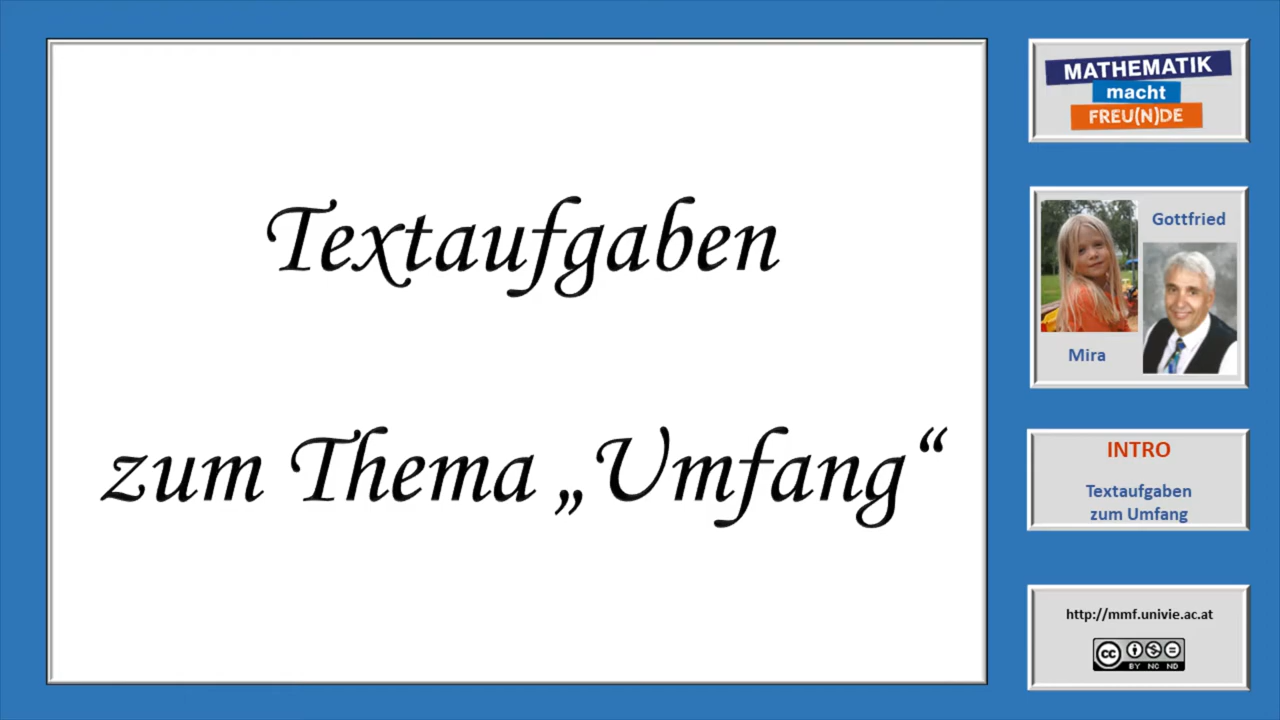 Textaufgaben
zum Thema „Umfang“
MATHEMATIK
macht
FREU(N)DE
Gottfried
Mira
INTRO
Textaufgaben
zum Umfang
http://mmf.univie.ac.at
cc
BY NC ND